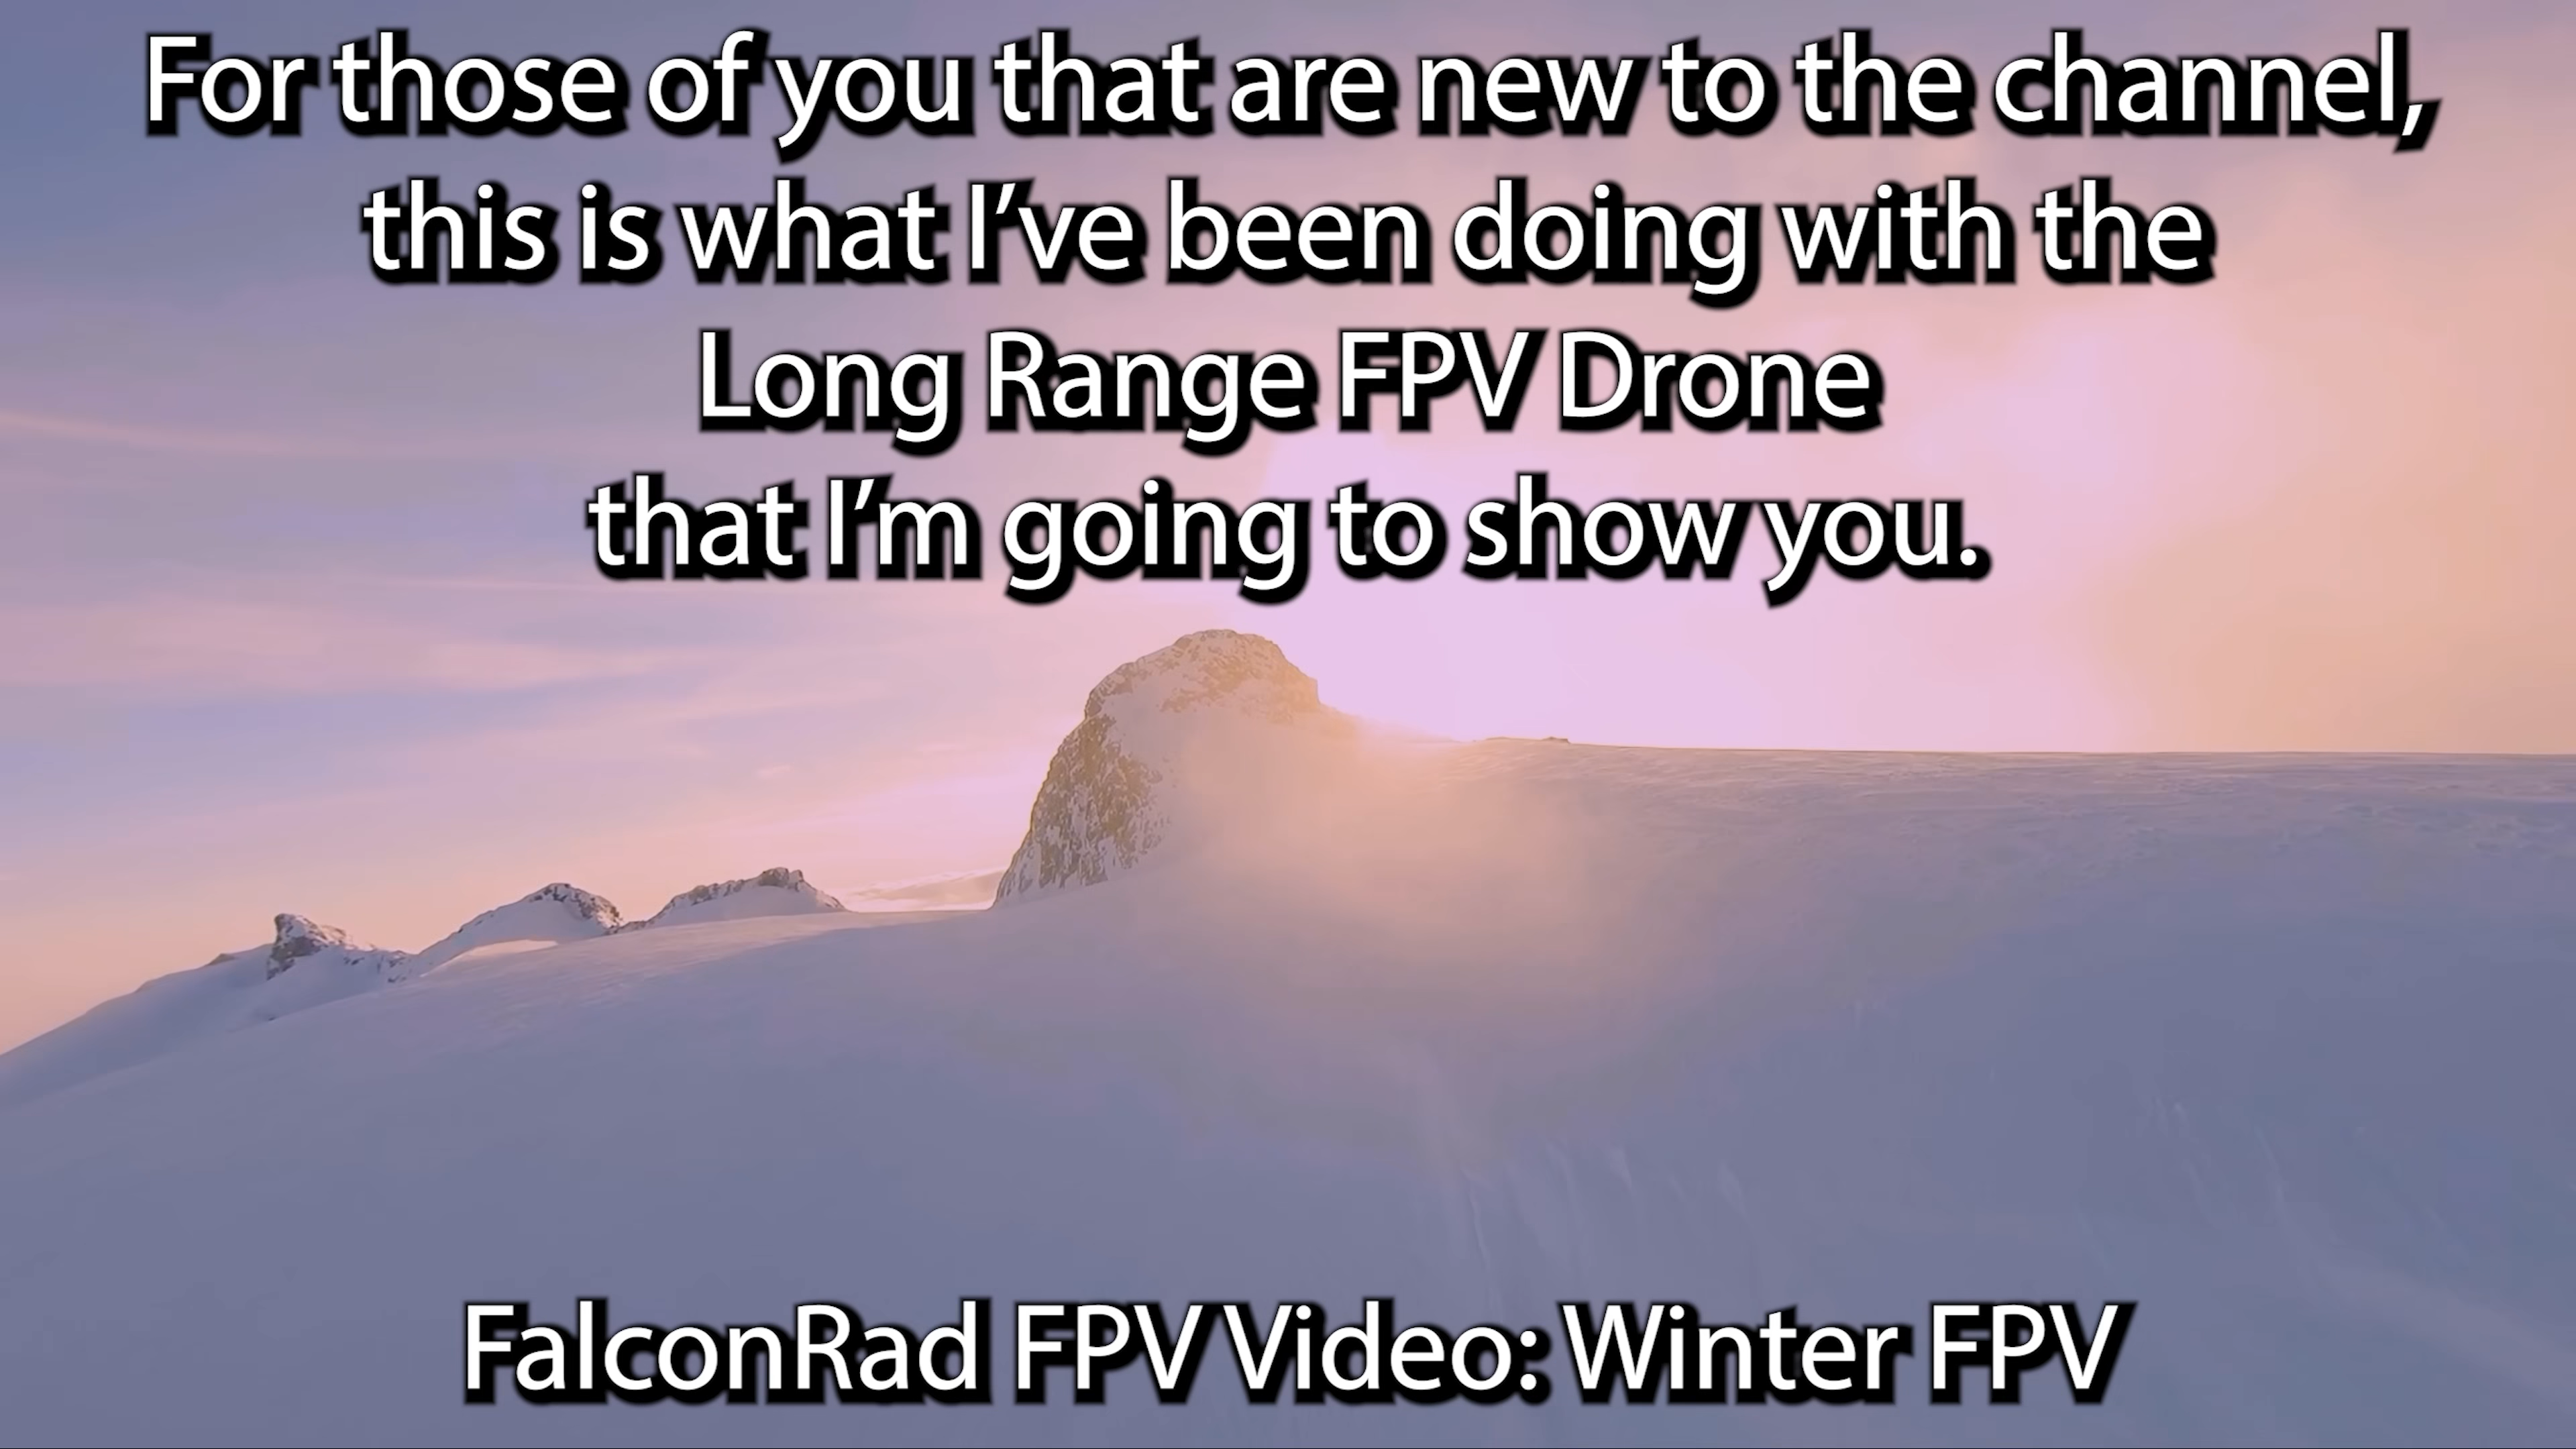 For those of you that are new to the channel,
this is what I’ve been doing with the
Long Range FPV Drone
that I’m going to show you.
FalconRad FPV Video: Winter FPV